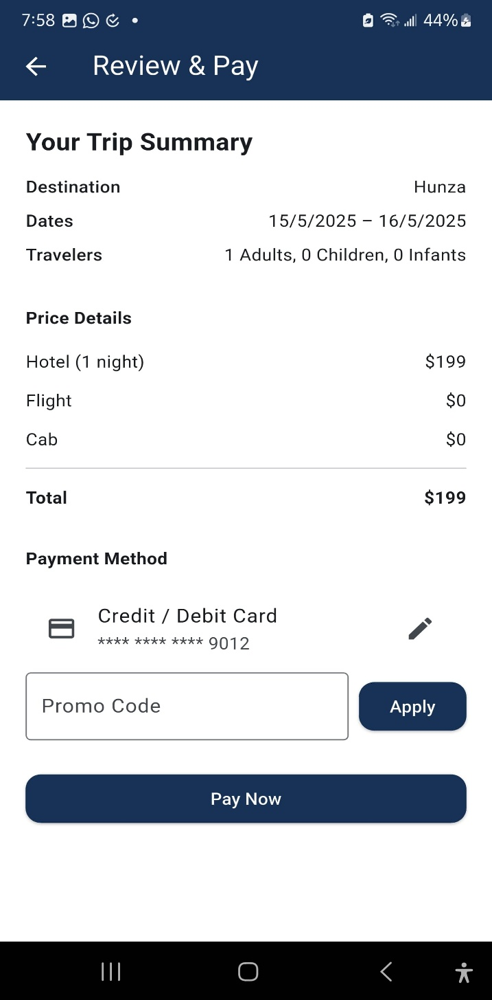 7:58 44%
Review & Pay
Your Trip Summary
Destination Hunza
Dates 15/5/2025 – 16/5/2025
Travelers 1 Adults, 0 Children, 0 Infants
Price Details
Hotel (1 night) $199
Flight $0
Cab $0
Total $199
Payment Method
Credit / Debit Card
**** **** **** 9012
Promo Code Apply
Pay Now